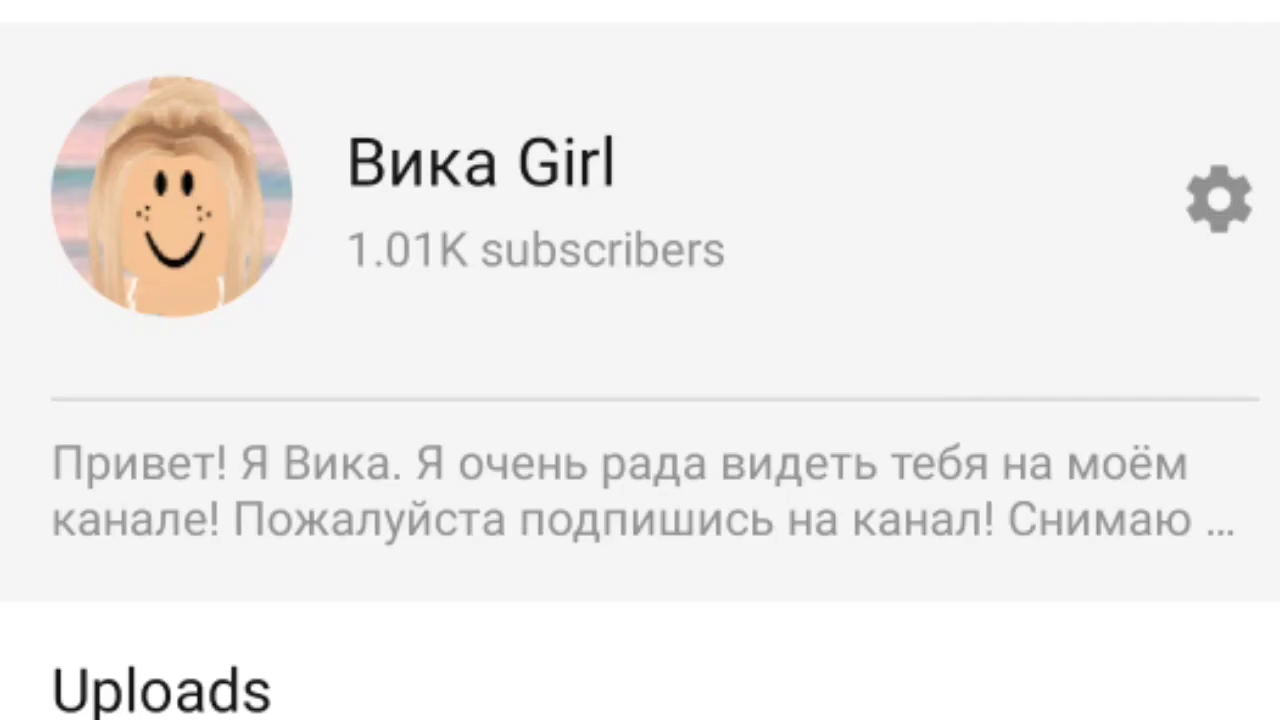 Вика Girl
1.01K subscribers
Привет! Я Вика. Я очень рада видеть тебя на моём
канале! Пожалуйста подпишись на канал! Снимаю ...
Uploads